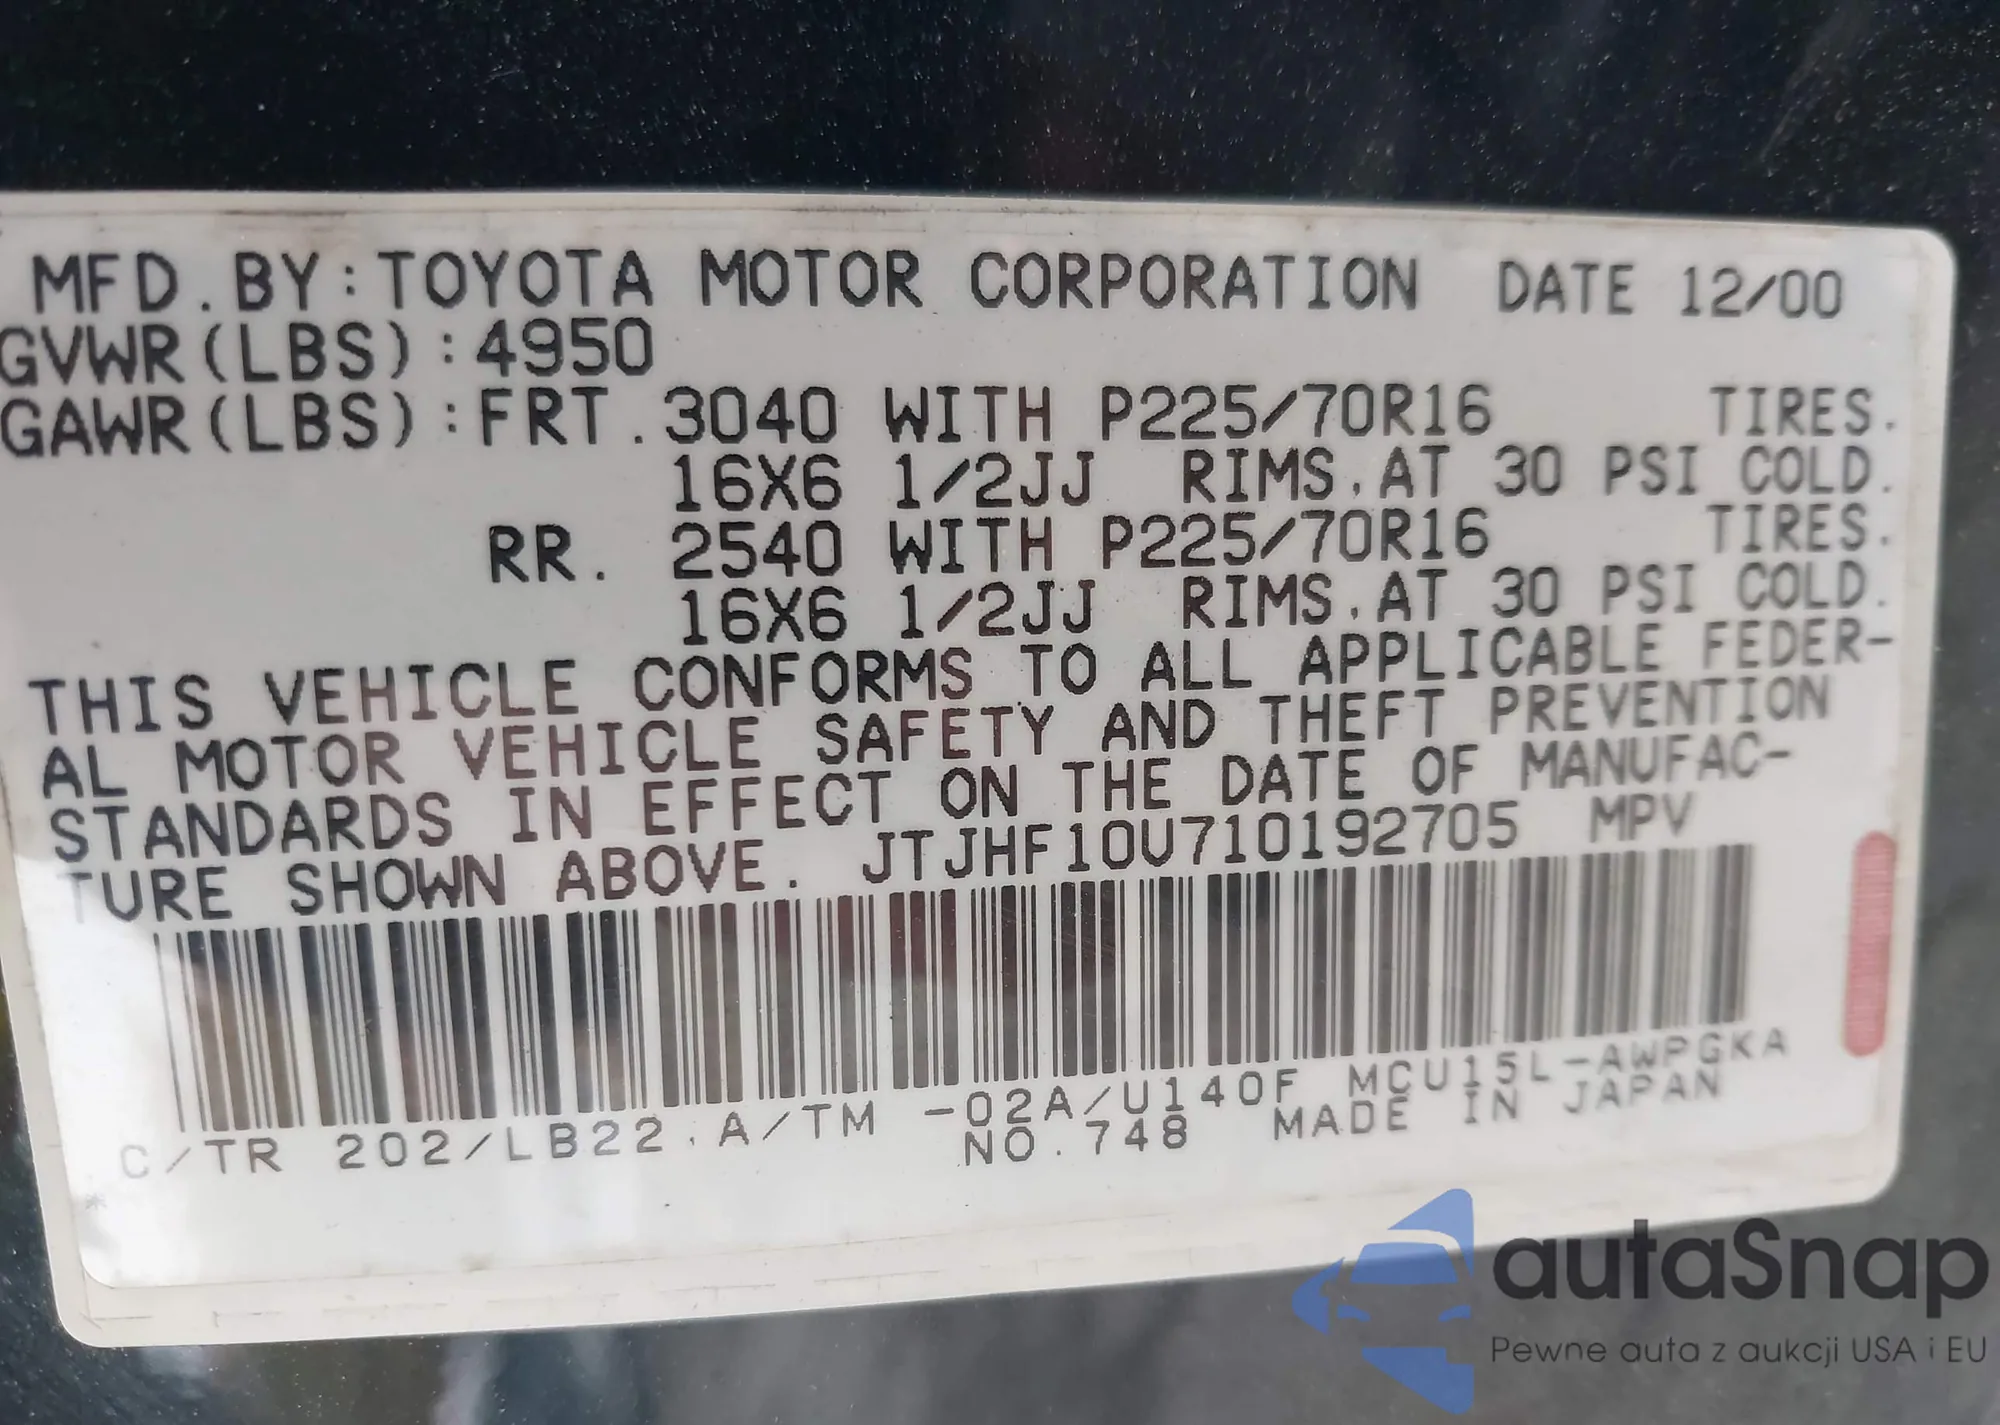 MFD.BY:TOYOTA MOTOR CORPORATION DATE 12/00
GVWR(LBS):4950
GAWR(LBS):FRT.3040 WITH P225/70R16 TIRES.
16X6 1/2JJ RIMS.AT 30 PSI COLD.
RR. 2540 WITH P225/70R16 TIRES.
16X6 1/2JJ RIMS.AT 30 PSI COLD.
THIS VEHICLE CONFORMS TO ALL APPLICABLE FEDER-
AL MOTOR VEHICLE SAFETY AND THEFT PREVENTION
STANDARDS IN EFFECT ON THE DATE OF MANUFAC-
TURE SHOWN ABOVE. JTJHF10U710192705 MPV
C/TR 202/LB22.A/TM -02A/U140F MCU15L-AWPGKA
* NO.748 MADE IN JAPAN
autaSnap
Pewne auta z aukcji USA i EU